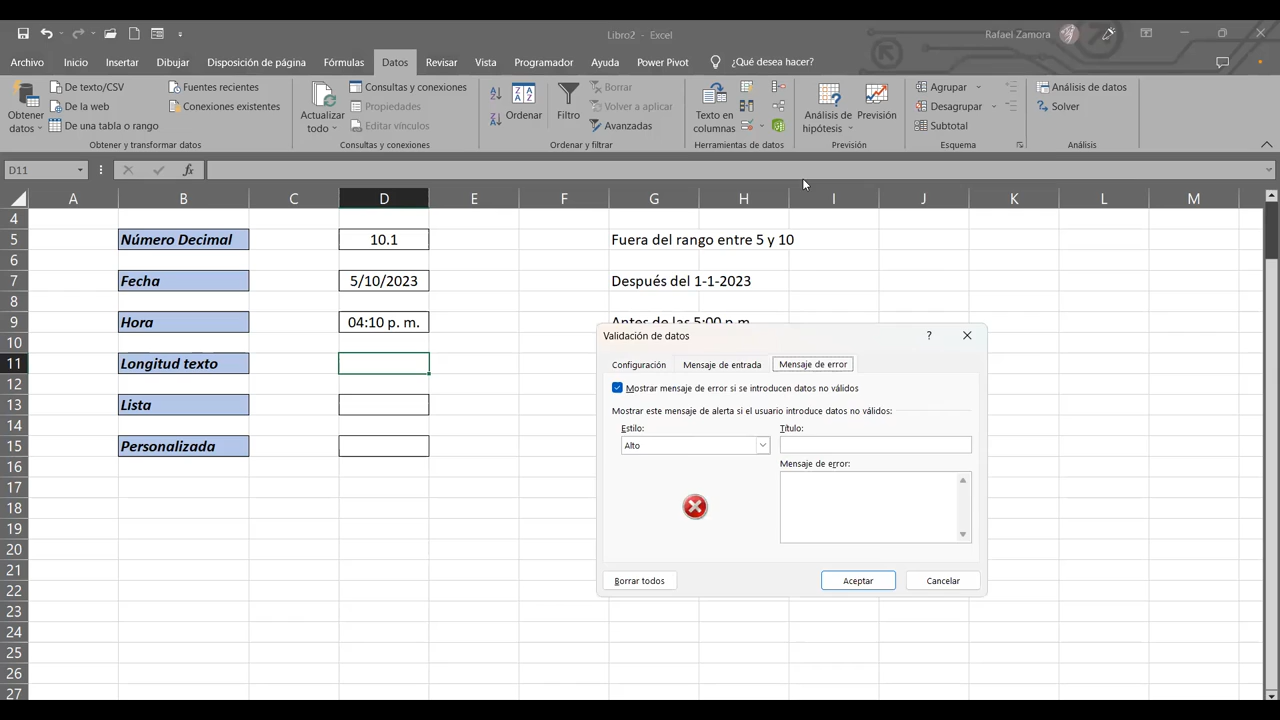 Libro2 - Excel
Rafael Zamora
Archivo
Inicio
Insertar
Dibujar
Disposición de página
Fórmulas
Datos
Revisar
Vista
Programador
Ayuda
Power Pivot
¿Qué desea hacer?
Obtener
datos
De texto/CSV
De la web
De una tabla o rango
Fuentes recientes
Conexiones existentes
Obtener y transformar datos
Actualizar
todo
Consultas y conexiones
Propiedades
Editar vínculos
Consultas y conexiones
Ordenar
Filtro
Borrar
Volver a aplicar
Avanzadas
Ordenar y filtrar
Texto en
columnas
Herramientas de datos
Análisis de
hipótesis
Previsión
Previsión
Agrupar
Desagrupar
Subtotal
Esquema
Análisis de datos
Solver
Análisis
D11
fx
A B C D E F G H I J K L M
4
5 Número Decimal 10.1 Fuera del rango entre 5 y 10
6
7 Fecha 5/10/2023 Después del 1-1-2023
8
9 Hora 04:10 p. m. Antes de las 5:00 p.m.
10
11 Longitud texto
12
13 Lista
14
15 Personalizada
16
17
18
19
20
21
22
23
24
25
26
27
Validación de datos
?
Configuración
Mensaje de entrada
Mensaje de error
Mostrar mensaje de error si se introducen datos no válidos
Mostrar este mensaje de alerta si el usuario introduce datos no válidos:
Estilo:
Título:
Alto
Mensaje de error:
Borrar todos
Aceptar
Cancelar